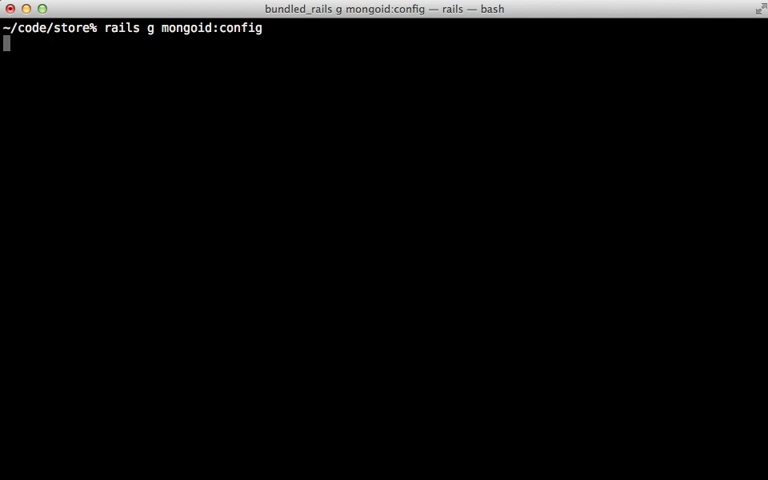 bundled_rails g mongoid:config — rails — bash
~/code/store% rails g mongoid:config